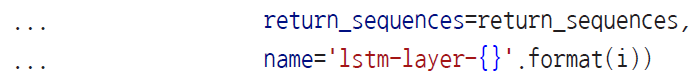 ...                return_sequences=return_sequences,
...                name='lstm-layer-{}'.format(i))